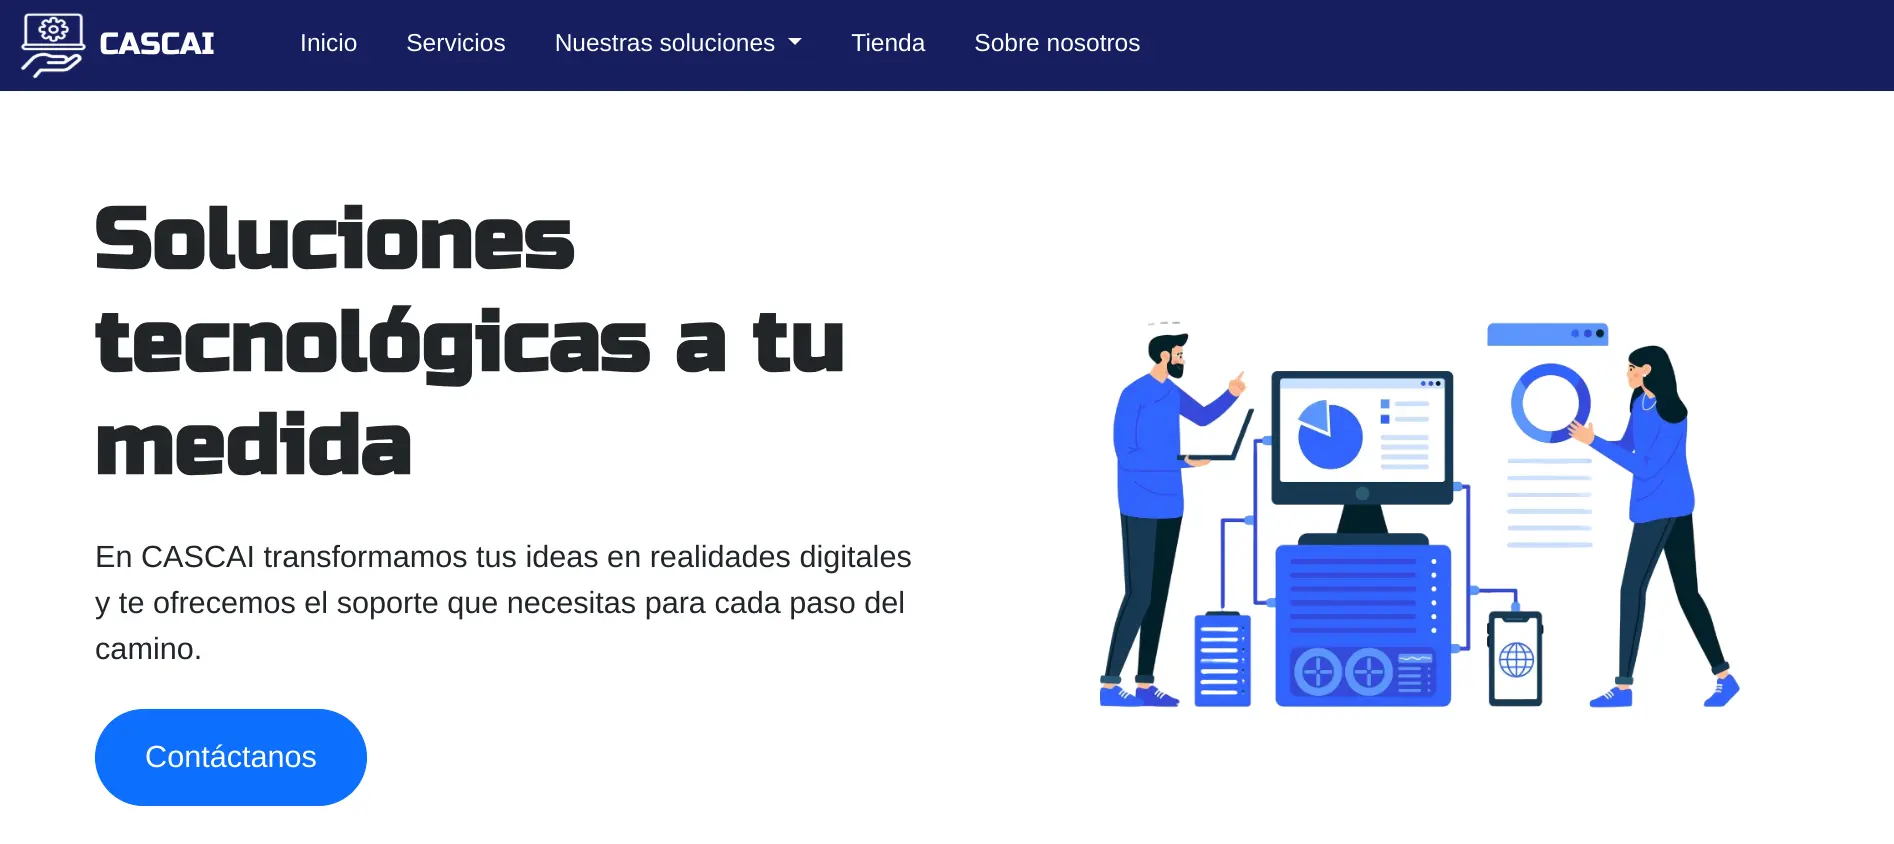 CASCAI Inicio Servicios Nuestras soluciones Tienda Sobre nosotros
Soluciones
tecnológicas a tu
medida
En CASCAI transformamos tus ideas en realidades digitales
y te ofrecemos el soporte que necesitas para cada paso del
camino.
Contáctanos